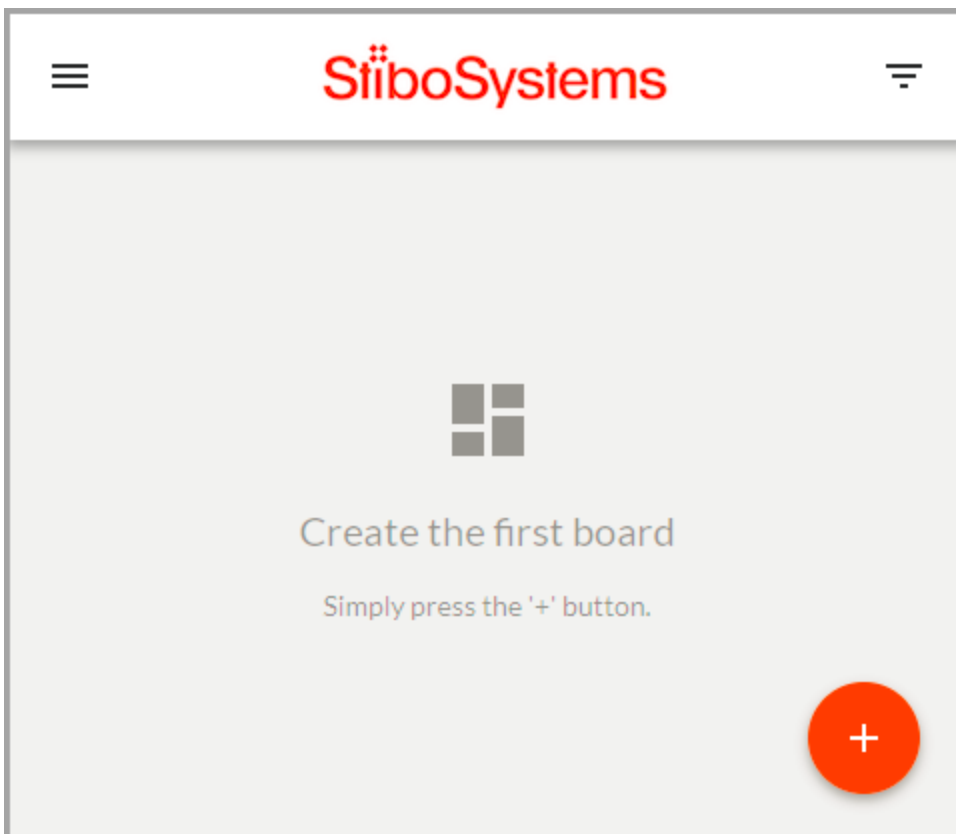 StiboSystems
Create the first board
Simply press the '+' button.
+